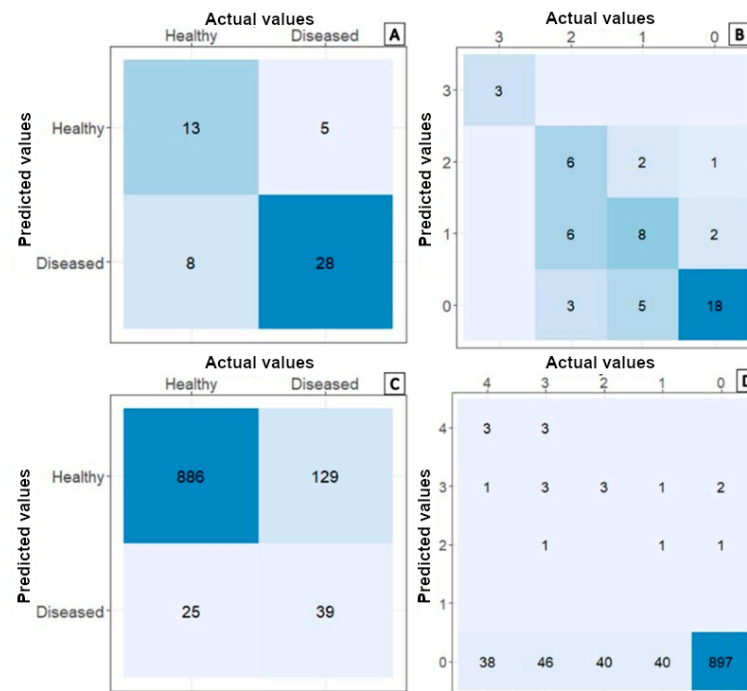 Actual values
A
Healthy Diseased
Predicted values
Healthy 13 5
Diseased 8 28
Actual values
B
3 2 1 0
Predicted values
3 3
2 6 2 1
1 6 8 2
0 3 5 18
Actual values
C
Healthy Diseased
Predicted values
Healthy 886 129
Diseased 25 39
Actual values
D
4 3 2 1 0
Predicted values
4 3 3
3 1 3 3 1 2
2 1 1 1
1
0 38 46 40 40 897